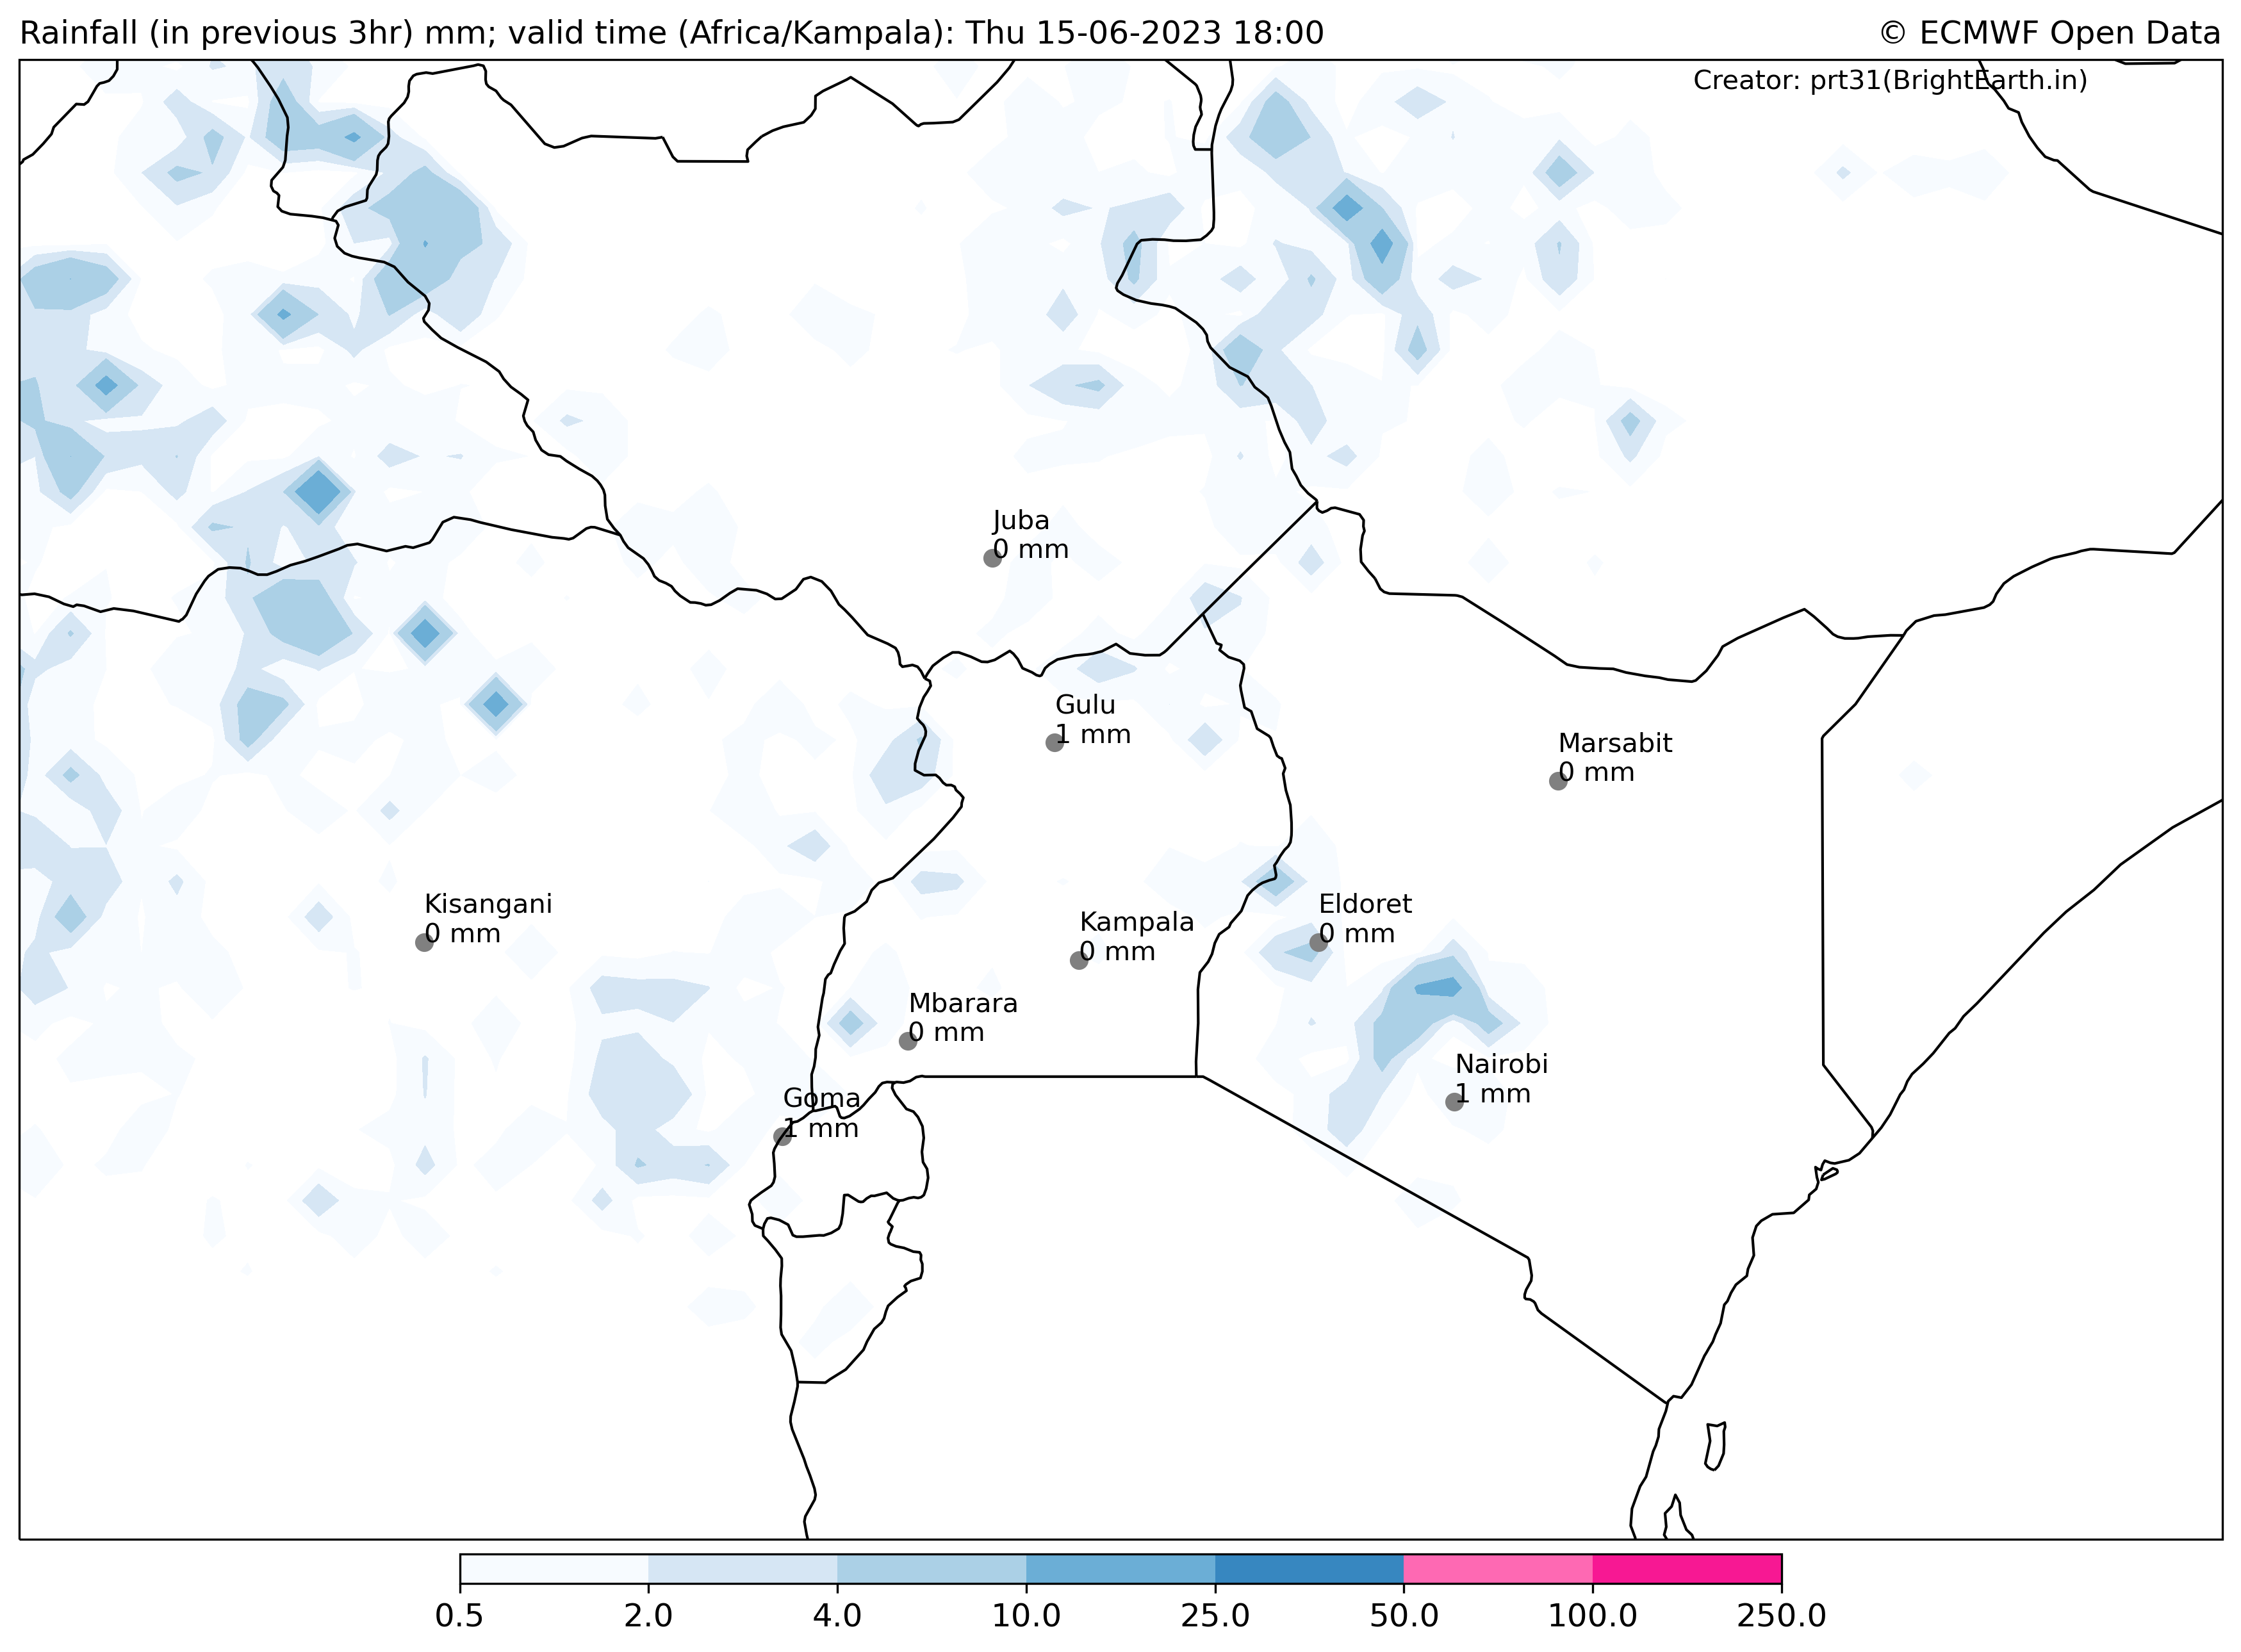 Rainfall (in previous 3hr) mm; valid time (Africa/Kampala): Thu 15-06-2023 18:00
© ECMWF Open Data
Creator: prt31(BrightEarth.in)
Juba
0 mm
Gulu
1 mm
Marsabit
0 mm
Kisangani
0 mm
Eldoret
0 mm
Kampala
0 mm
Mbarara
0 mm
Nairobi
1 mm
Goma
1 mm
0.5 2.0 4.0 10.0 25.0 50.0 100.0 250.0